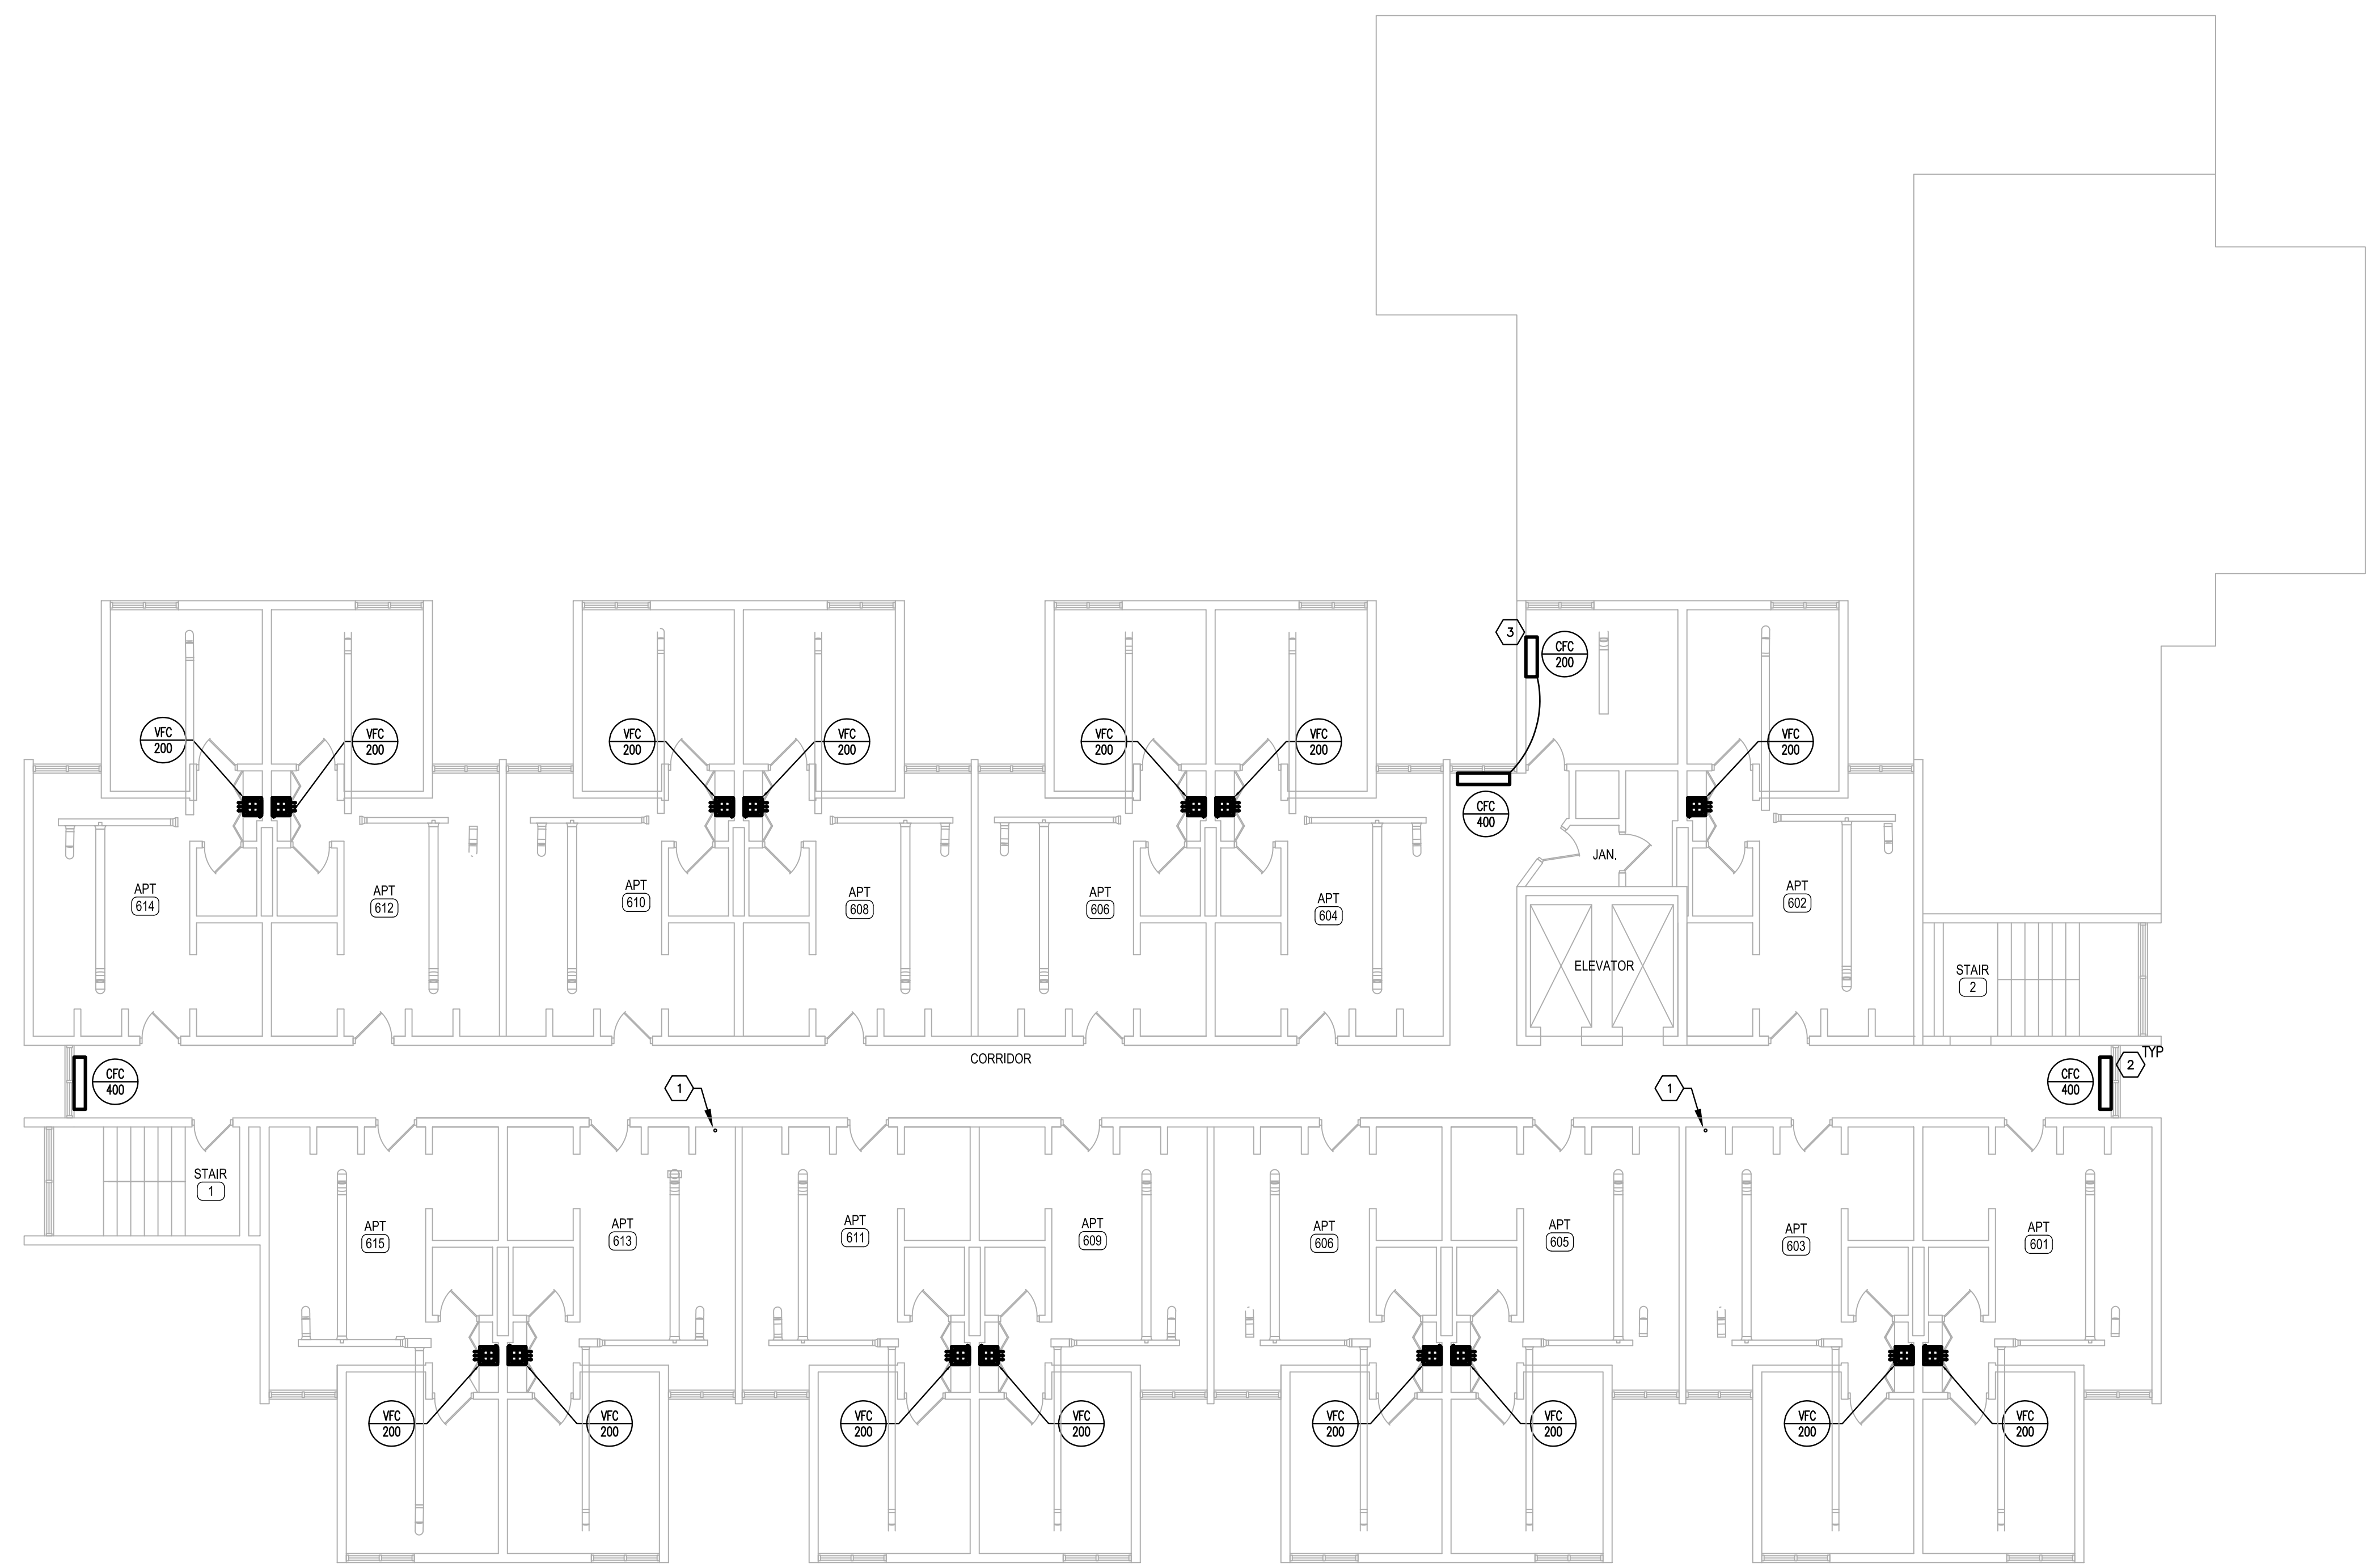 3
CFC
200
VFC
200
VFC
200
VFC
200
VFC
200
VFC
200
VFC
200
VFC
200
CFC
400
JAN.
APT
614
APT
612
APT
610
APT
608
APT
606
APT
604
APT
602
ELEVATOR
STAIR
2
CORRIDOR
TYP
2
CFC
400
CFC
400
1
1
STAIR
1
APT
615
APT
613
APT
611
APT
609
APT
606
APT
605
APT
603
APT
601
VFC
200
VFC
200
VFC
200
VFC
200
VFC
200
VFC
200
VFC
200
VFC
200